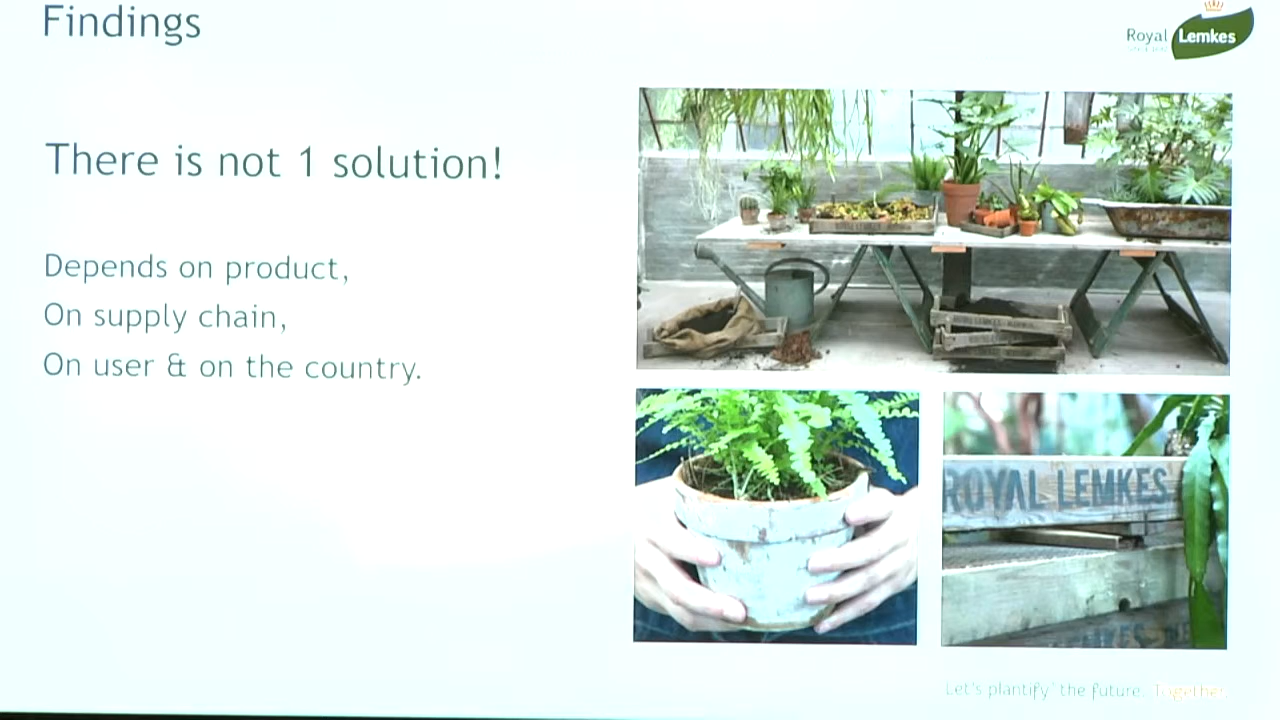 Findings
Royal Lemkes
There is not 1 solution!
Depends on product,
On supply chain,
On user & on the country.
ROYAL LEMKES
Let's plantify the future. Together.